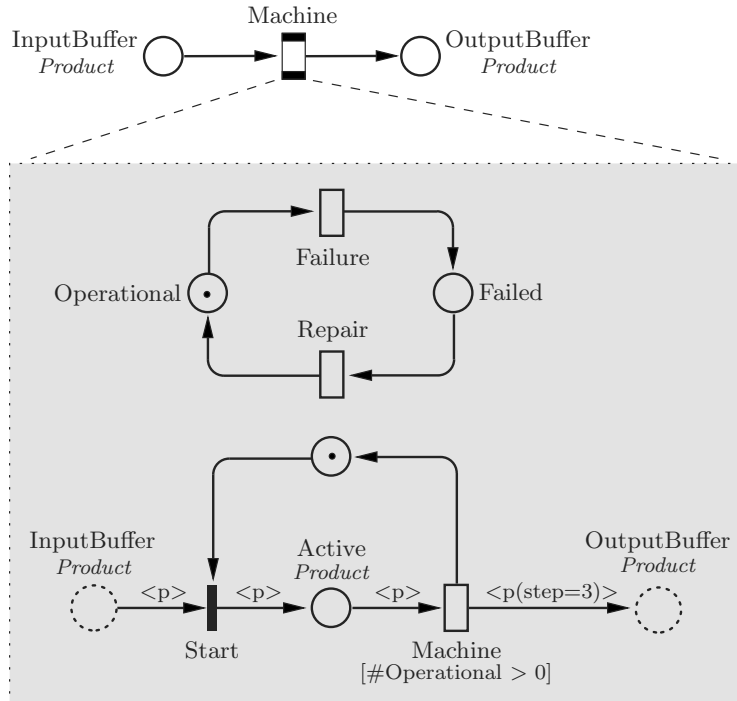 Machine
InputBuffer
Product
OutputBuffer
Product
Failure
Operational
Failed
Repair
InputBuffer
Product
Active
Product
OutputBuffer
Product
<p>
<p>
<p>
<p(step=3)>
Start
Machine
[#Operational > 0]